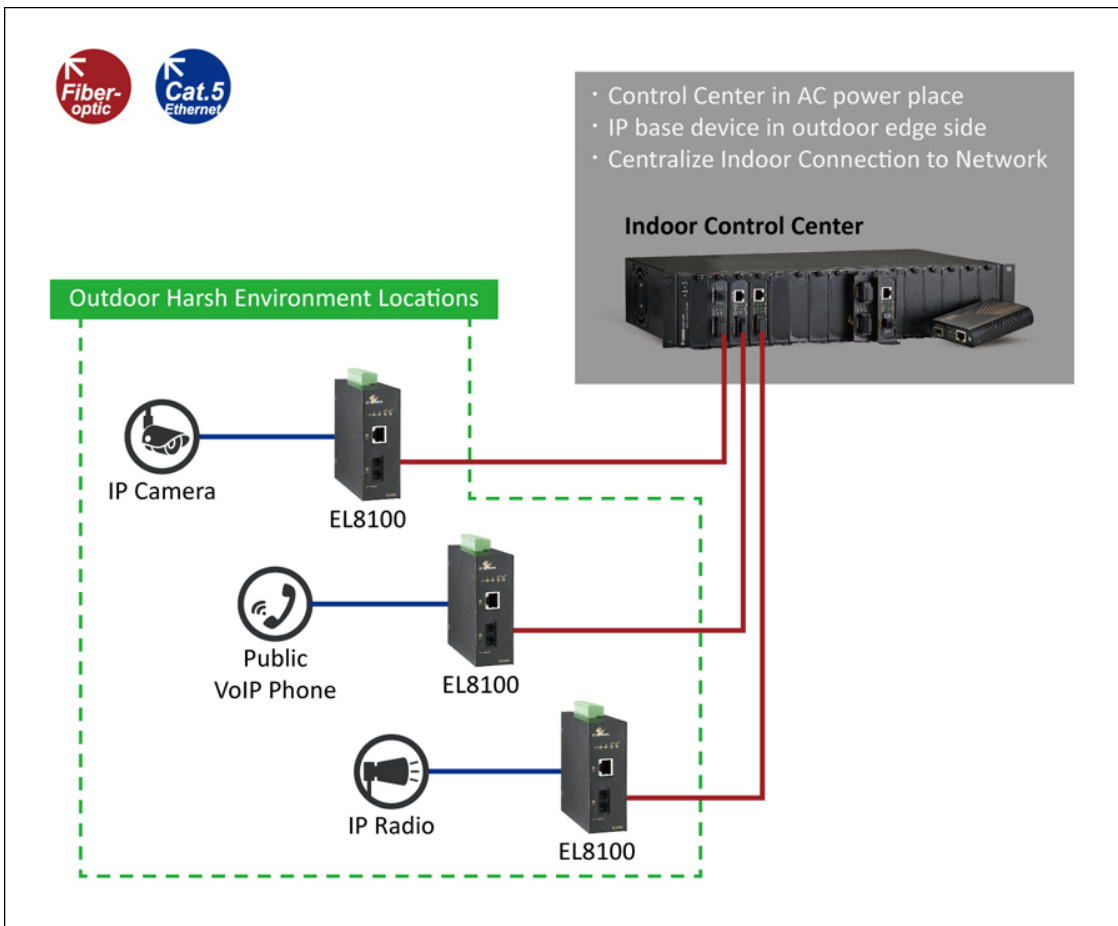 Fiber-
optic
Cat.5
Ethernet
· Control Center in AC power place
· IP base device in outdoor edge side
· Centralize Indoor Connection to Network
Indoor Control Center
Outdoor Harsh Environment Locations
IP Camera
EL8100
Public
VoIP Phone
EL8100
IP Radio
EL8100